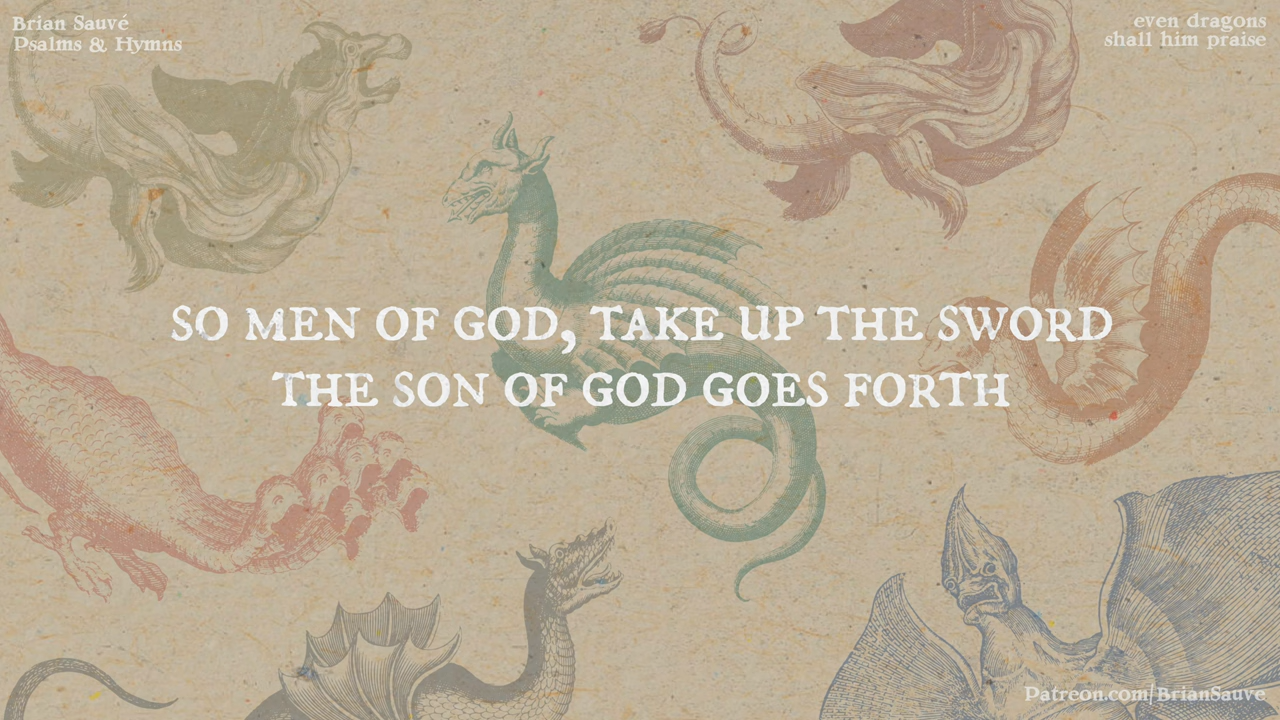 Brian Sauvé
Psalms & Hymns
even dragons
shall him praise
SO MEN OF GOD, TAKE UP THE SWORD
THE SON OF GOD GOES FORTH
Patreon.com/BrianSauve